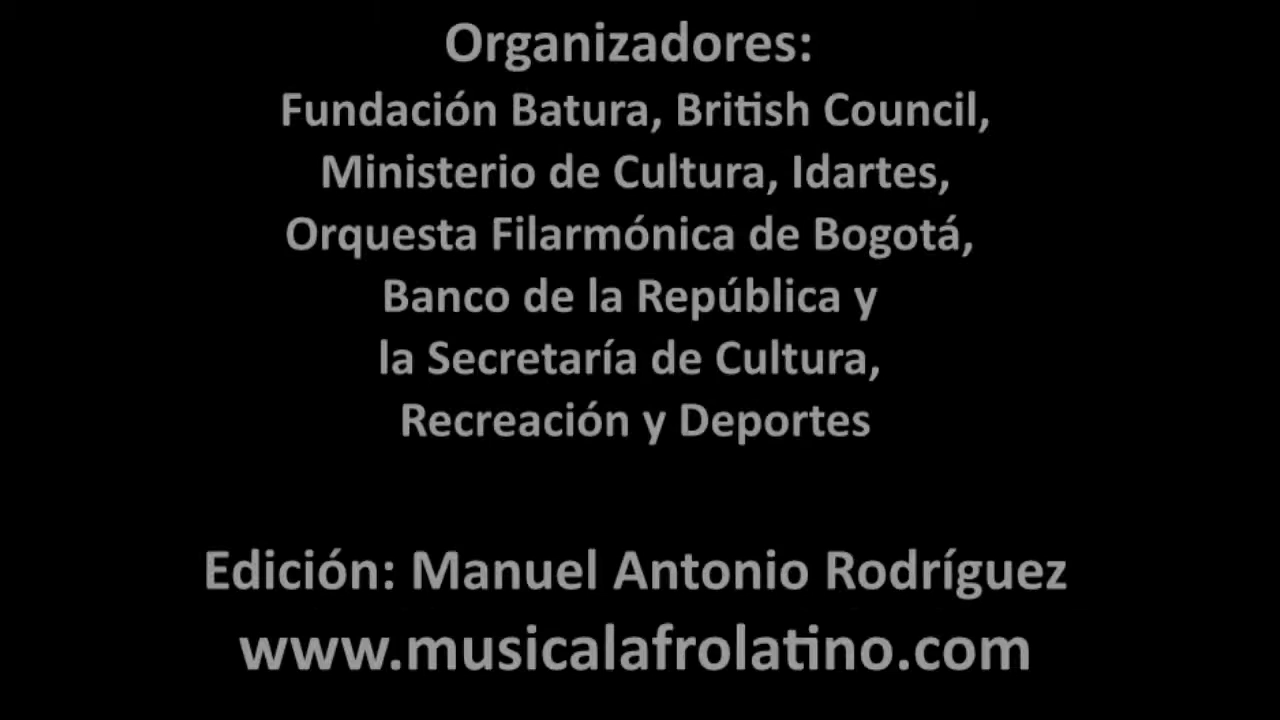 Organizadores:
Fundación Batura, British Council,
Ministerio de Cultura, Idartes,
Orquesta Filarmónica de Bogotá,
Banco de la República y
la Secretaría de Cultura,
Recreación y Deportes
Edición: Manuel Antonio Rodríguez
www.musicalafrolatino.com